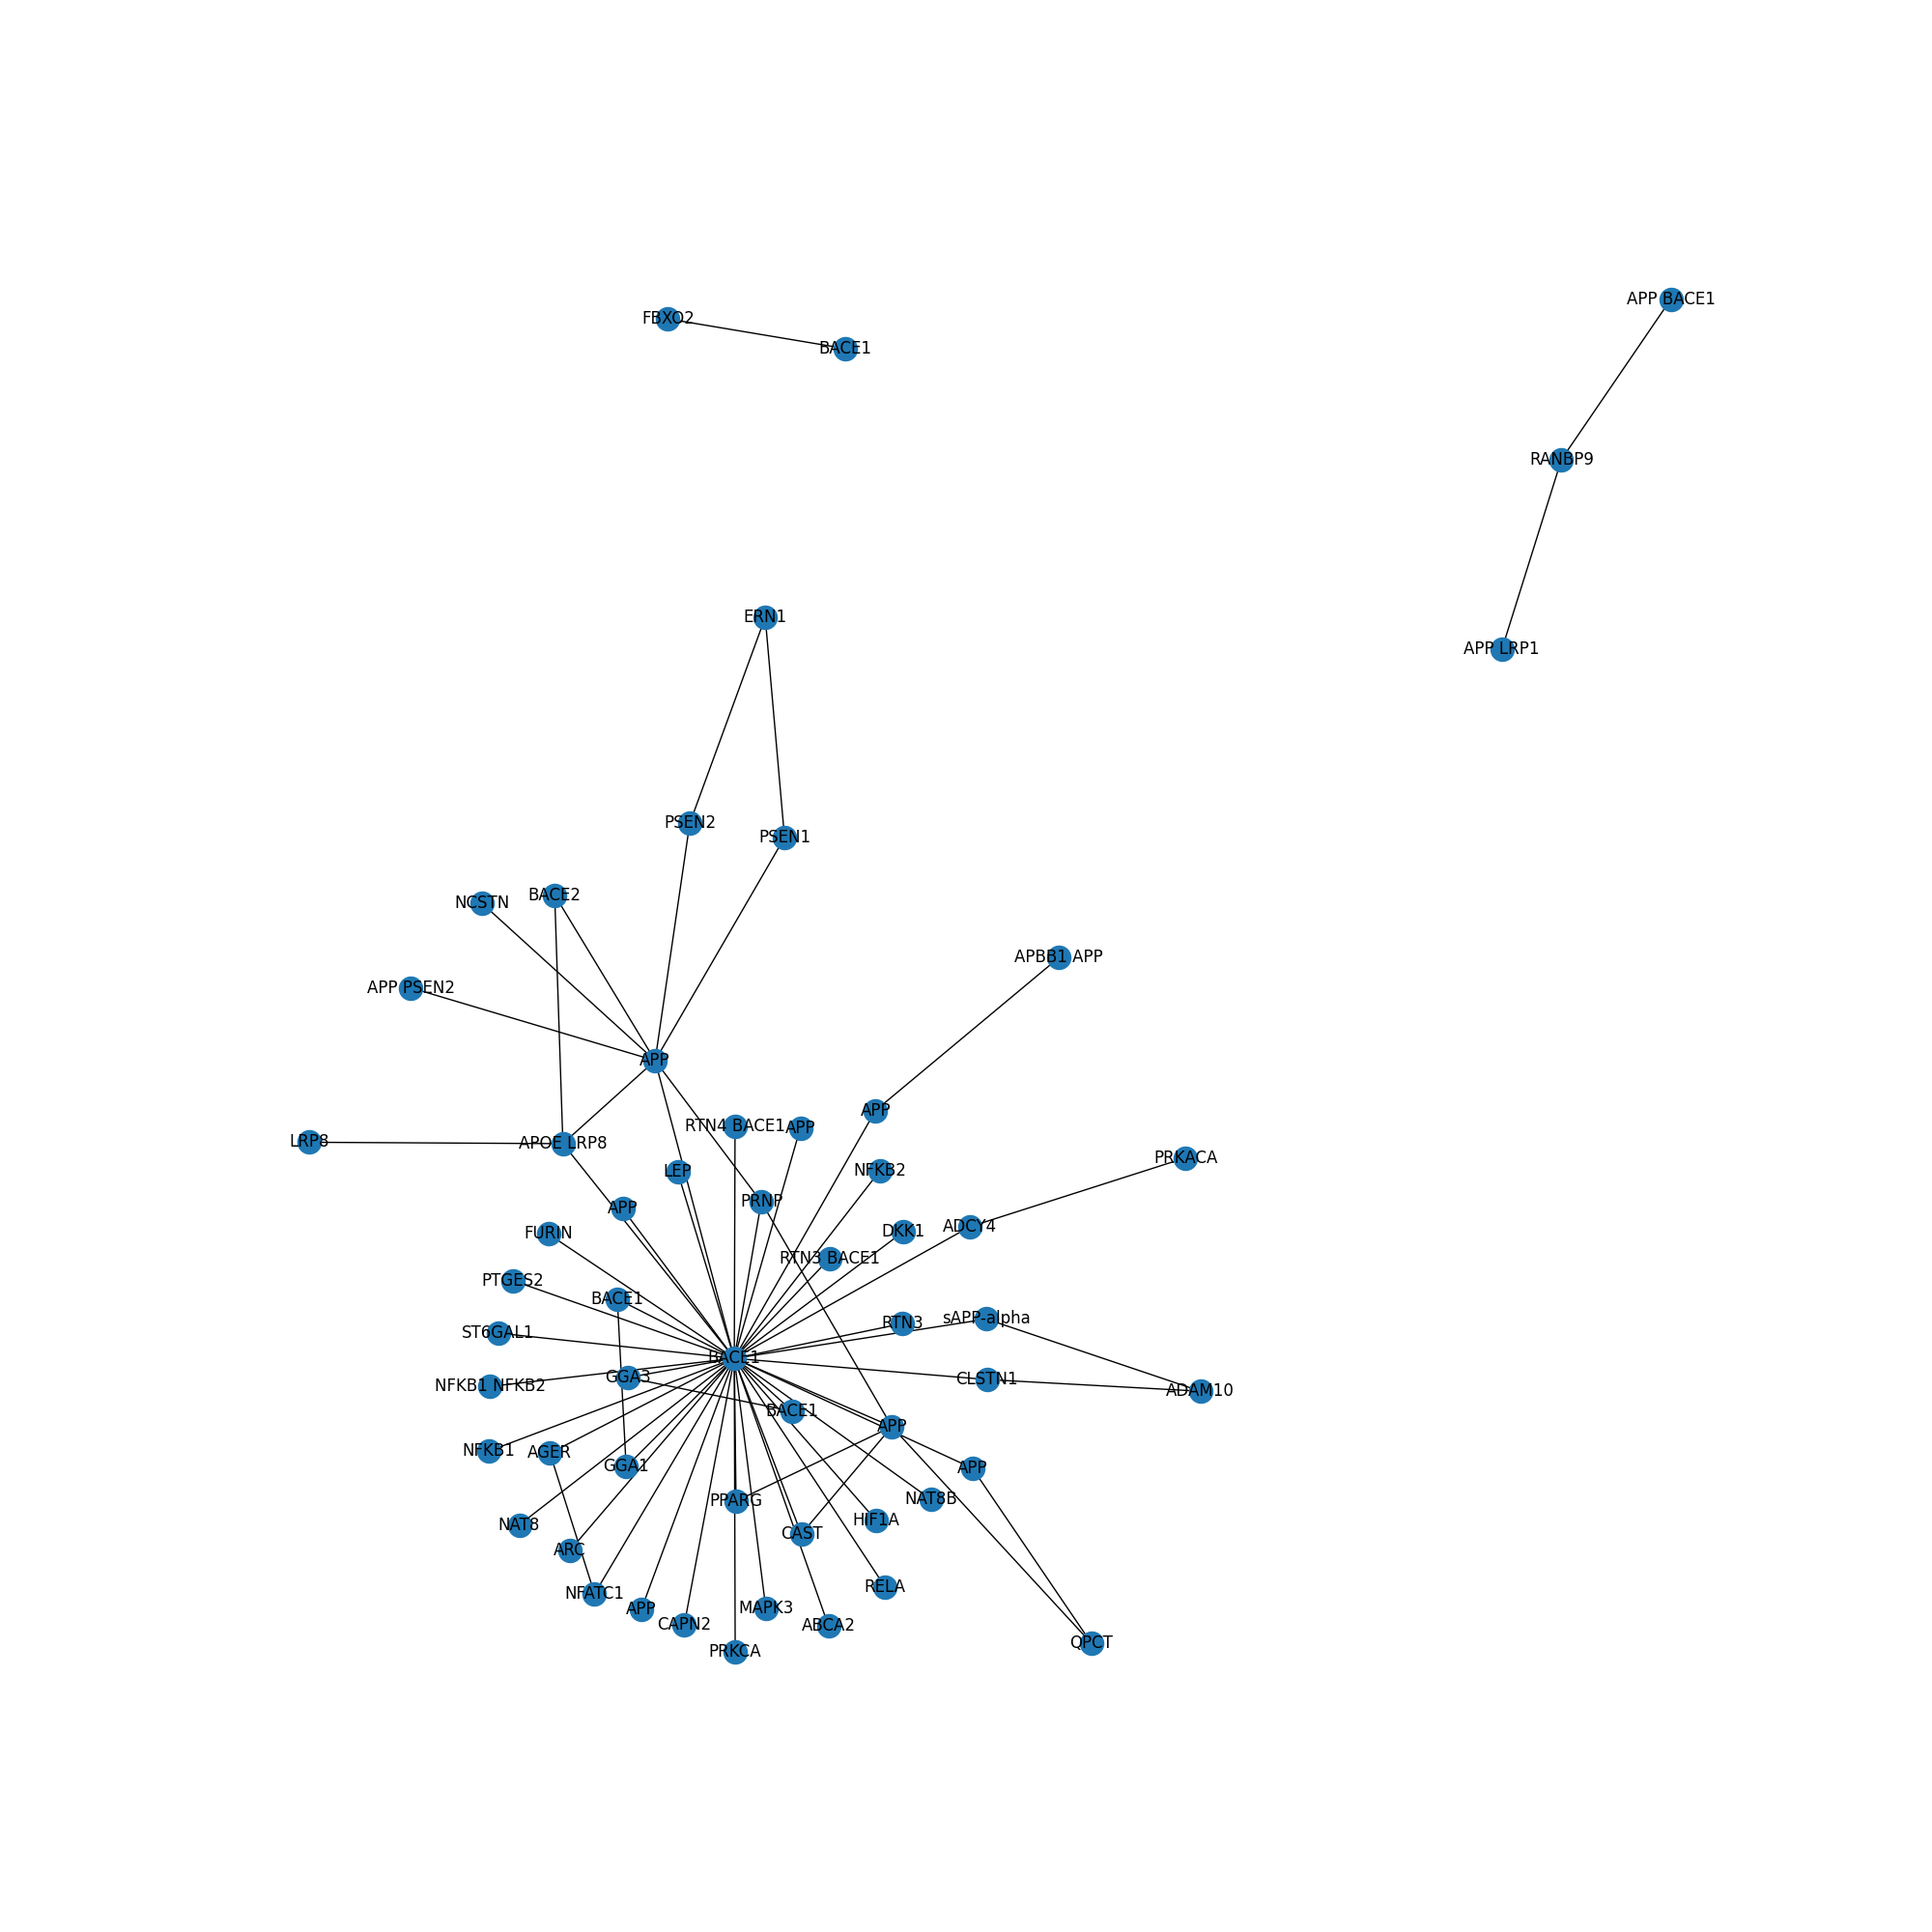 APP BACE1
FBXO2
BACE1
RANBP9
ERN1
APP LRP1
PSEN2
PSEN1
BACE2
NCSTN
APBB1 APP
APP PSEN2
APP
APP
RTN4 BACE1
APP
LRP8
APOE LRP8
PRKACA
LEP
NFKB2
PRNP
APP
ADCY4
FURIN
DKK1
RTN3 BACE1
PTGES2
BACE1
sAPP-alpha
RTN3
ST6GAL1
BACE1
GGA3
CLSTN1
NFKB1 NFKB2
ADAM10
BACE1
APP
NFKB1
AGER
GGA1
APP
PPARG
NAT8B
NAT8
HIF1A
CAST
ARC
RELA
NFATC1
APP
MAPK3
CAPN2
ABCA2
QPCT
PRKCA